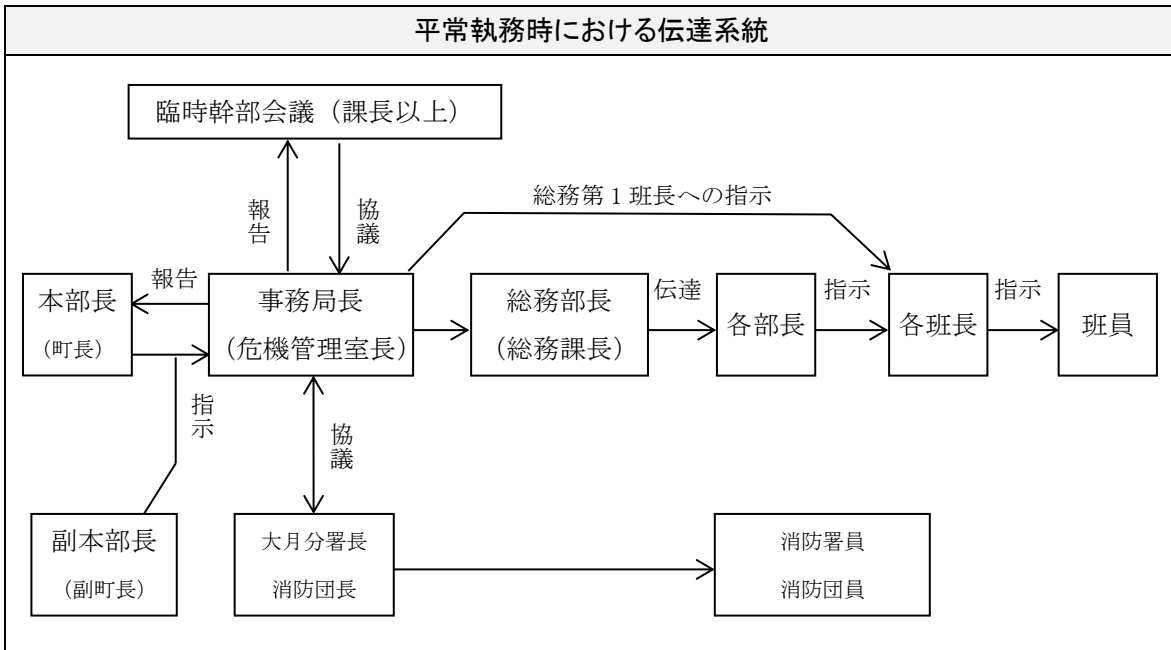 平常執務時における伝達系統
臨時幹部会議（課長以上）
報告
協議
総務第１班長への指示
本部長
（町長）
報告
事務局長
（危機管理室長）
総務部長
（総務課長）
伝達
各部長
指示
各班長
指示
班員
指示
協議
副本部長
（副町長）
大月分署長
消防団長
消防署員
消防団員